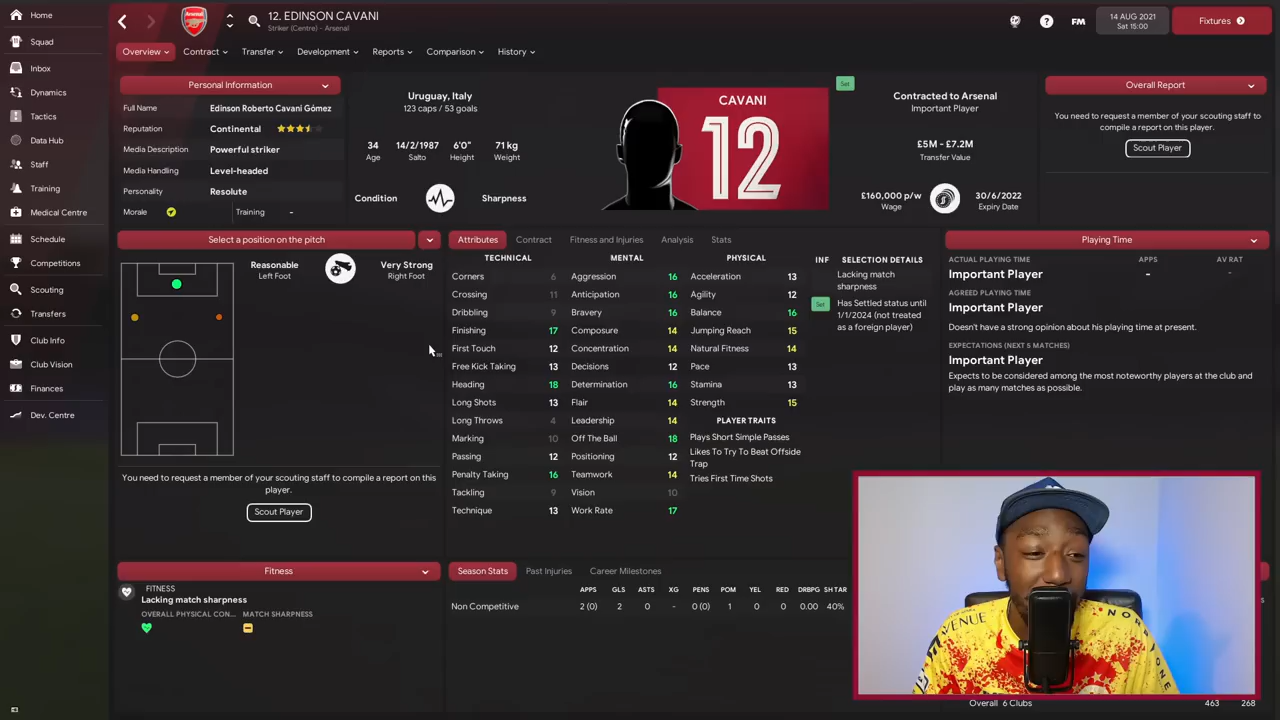 Home
Squad
Inbox
Dynamics
Tactics
Data Hub
Staff
Training
Medical Centre
Schedule
Competitions
Scouting
Transfers
Club Info
Club Vision
Finances
Dev. Centre
12. EDINSON CAVANI
Striker (Centre) - Arsenal
?
FM
14 AUG 2021
Sat 15:00
Fixtures
Overview
Contract
Transfer
Development
Reports
Comparison
History
Personal Information
Full Name Edinson Roberto Cavani Gómez
Reputation Continental
Media Description Powerful striker
Media Handling Level-headed
Personality Resolute
Morale Training -
Uruguay, Italy
123 caps / 53 goals
34 14/2/1987 6'0" 71 kg
Age Salto Height Weight
Condition Sharpness
CAVANI
12
Set
Contracted to Arsenal
Important Player
£5M - £7.2M
Transfer Value
£160,000 p/w 30/6/2022
Wage Expiry Date
Overall Report
You need to request a member of your scouting staff to
compile a report on this player.
Scout Player
Select a position on the pitch
Reasonable Very Strong
Left Foot Right Foot
You need to request a member of your scouting staff to compile a report on this
player.
Scout Player
Attributes Contract Fitness and Injuries Analysis Stats
TECHNICAL MENTAL PHYSICAL
Corners 6 Aggression 16 Acceleration 13
Crossing 11 Anticipation 16 Agility 12
Dribbling 9 Bravery 16 Balance 16
Finishing 17 Composure 14 Jumping Reach 15
First Touch 12 Concentration 14 Natural Fitness 14
Free Kick Taking 13 Decisions 12 Pace 13
Heading 18 Determination 16 Stamina 13
Long Shots 13 Flair 14 Strength 15
Long Throws 4 Leadership 14
Marking 10 Off The Ball 18
Passing 12 Positioning 12
Penalty Taking 16 Teamwork 14
Tackling 9 Vision 10
Technique 13 Work Rate 17
PLAYER TRAITS
Plays Short Simple Passes
Likes To Try To Beat Offside
Trap
Tries First Time Shots
INF SELECTION DETAILS
Lacking match
sharpness
Set
Has Settled status until
1/1/2024 (not treated
as a foreign player)
Playing Time
ACTUAL PLAYING TIME APPS AV RAT
Important Player - -
AGREED PLAYING TIME
Important Player
Doesn't have a strong opinion about his playing time at present.
EXPECTATIONS (NEXT 5 MATCHES)
Important Player
Expects to be considered among the most noteworthy players at the club and
play as many matches as possible.
Fitness
FITNESS
Lacking match sharpness
OVERALL PHYSICAL CON... MATCH SHARPNESS
Season Stats Past Injuries Career Milestones
APPS GLS ASTS XG PENS POM YEL RED DRBPG SH TAR
Non Competitive 2 (0) 2 0 - 0 (0) 1 0 0 0.00 40%
Overall 6 Clubs 463 268